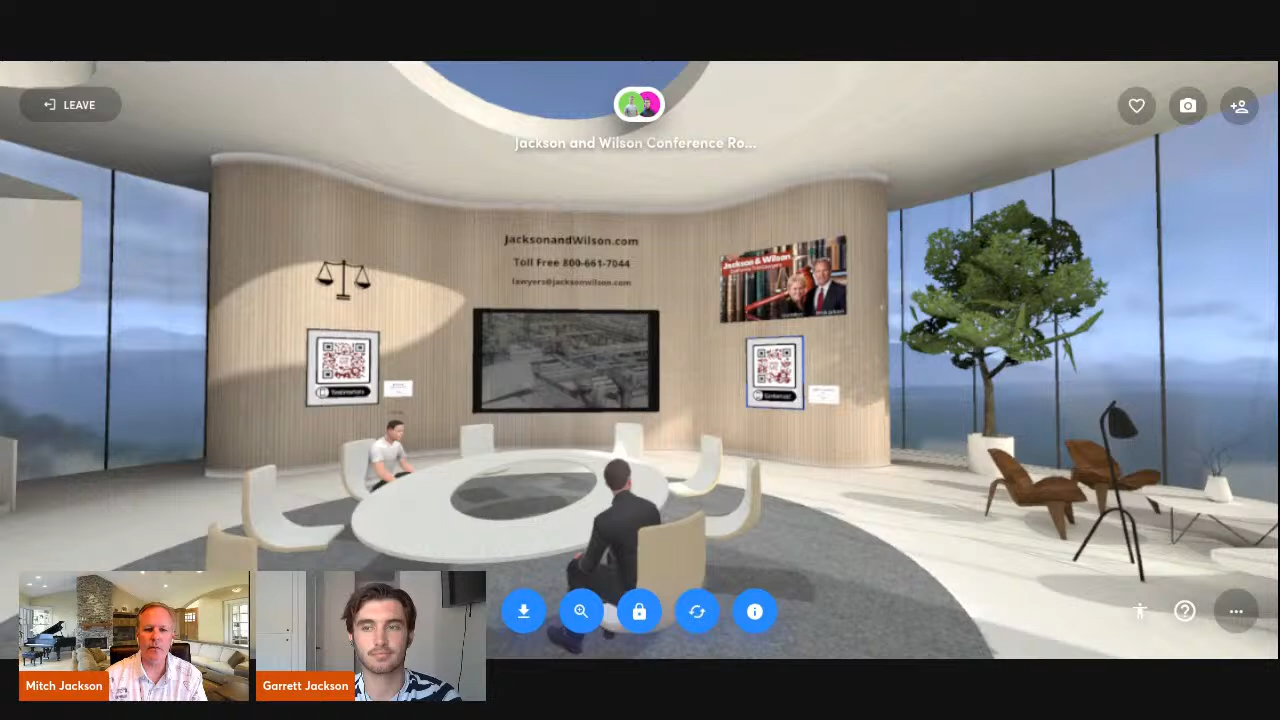 LEAVE
Jackson and Wilson Conference Ro...
JacksonandWilson.com
Toll Free 800-661-7044
lawyers@jacksonwilson.com
Jackson & Wilson
Testimonials
Mitch Jackson
Garrett Jackson